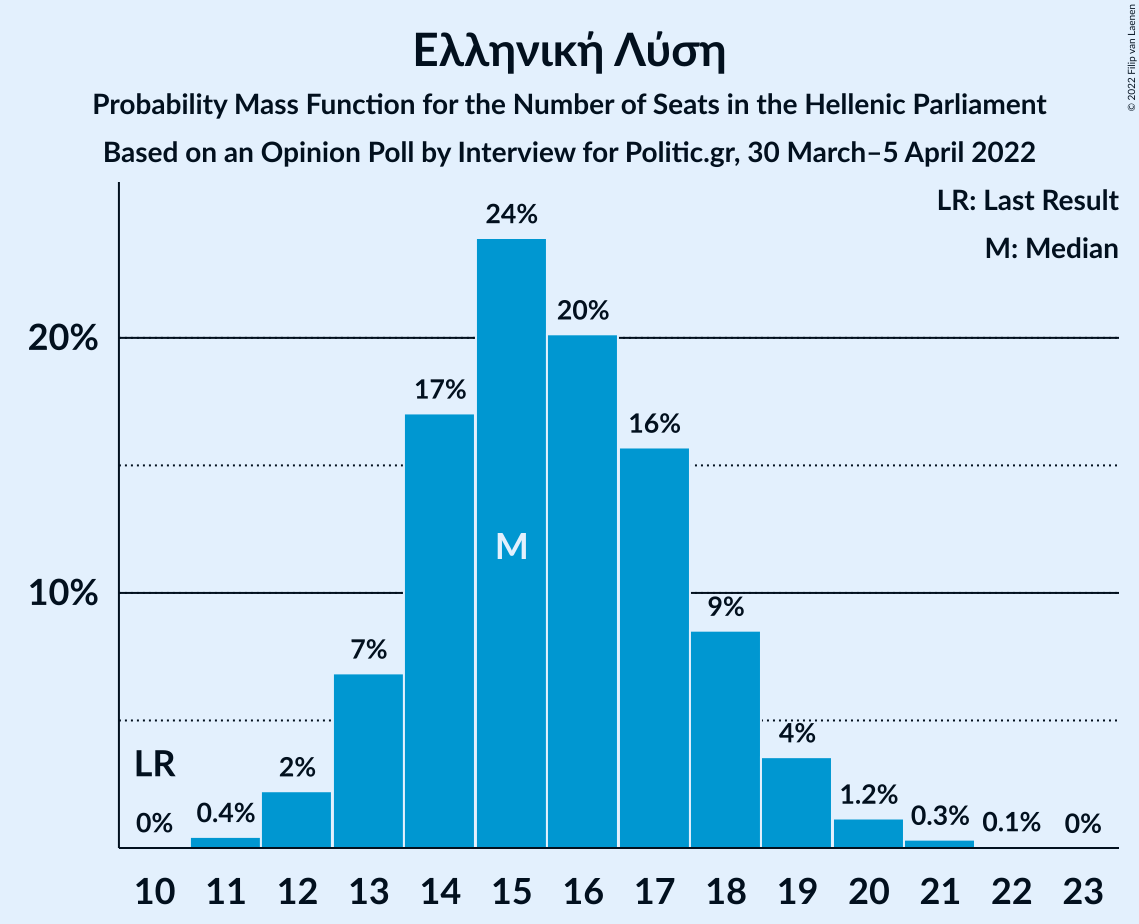 Ελληνική Λύση
Probability Mass Function for the Number of Seats in the Hellenic Parliament
Based on an Opinion Poll by Interview for Politic.gr, 30 March–5 April 2022
© 2022 Filip van Laenen
LR: Last Result
M: Median
20%
10%
LR
M
0%
0.4%
2%
7%
17%
24%
20%
16%
9%
4%
1.2%
0.3%
0.1%
0%
10 11 12 13 14 15 16 17 18 19 20 21 22 23